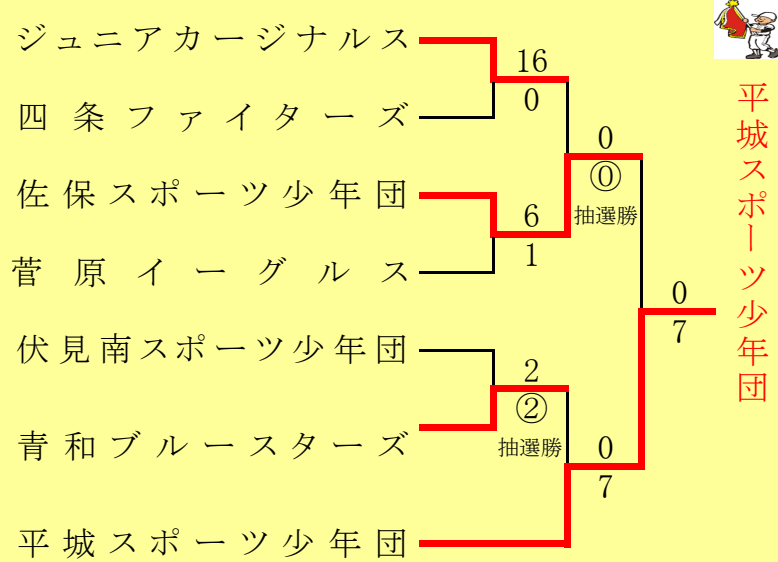 ジュニアカージナルス
四条ファイターズ
佐保スポーツ少年団
菅原イーグルス
伏見南スポーツ少年団
青和ブルースターズ
平城スポーツ少年団
16
0
6
1
2
②
抽選勝
0
⓪
抽選勝
0
7
0
7
平城スポーツ少年団